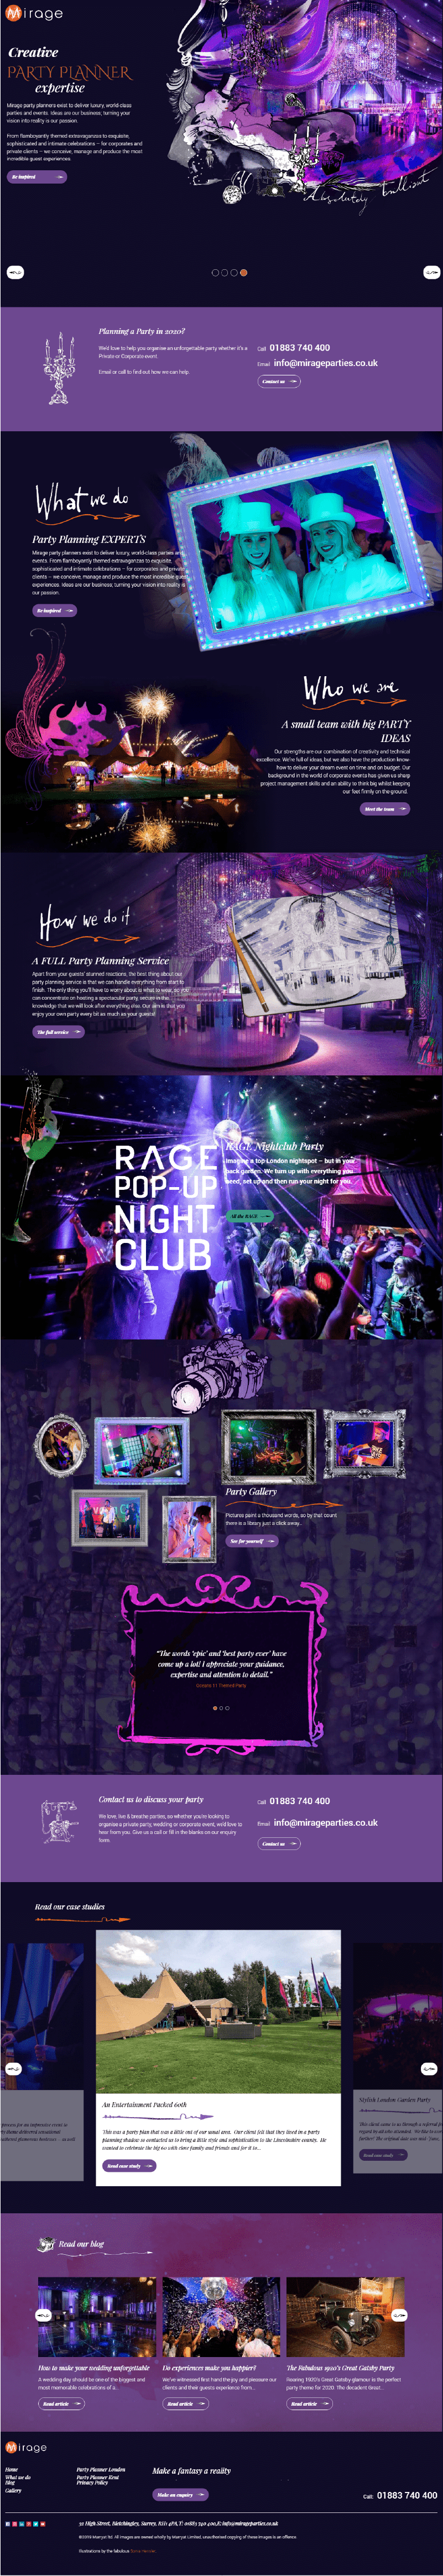 Mirage
Creative
PARTY PLANNER
expertise
Mirage party planners exist to deliver luxury, world-class
parties and events. Ideas are our business; turning your
vision into reality is our passion.
From flamboyantly themed extravaganzas to exquisite,
sophisticated and intimate celebrations – for corporates and
private clients – we conceive, manage and produce the most
incredible guest experiences.
Be inspired
Absolutely brilliant
Planning a Party in 2020?
We'd love to help you organise an unforgettable party whether it's a
Private or Corporate event.
Email or call to find out how we can help.
Call 01883 740 400
Email info@mirageparties.co.uk
Contact us
What we do
Party Planning EXPERTS
Mirage party planners exist to deliver luxury, world-class parties and
events. From flamboyantly themed extravaganzas to exquisite,
sophisticated and intimate celebrations – for corporates and private
clients – we conceive, manage and produce the most incredible guest
experiences. Ideas are our business; turning your vision into reality is
our passion.
Be inspired
Who we are
A small team with big PARTY
IDEAS
Our strengths are our combination of creativity and technical
excellence. We're full of ideas, but we also have the production know-
how to deliver your dream event on time and on budget. Our
background in the world of corporate events has given us sharp
project management skills and an ability to think big whilst keeping
our feet firmly on the ground.
Meet the team
How we do it
A FULL Party Planning Service
Apart from your guests' stunned reactions, the best thing about our
party planning service is that we can handle everything from start to
finish. The only thing you'll have to worry about is what to wear, so you
can concentrate on hosting a spectacular party, secure in the
knowledge that we will look after everything else. Our aim is that you
enjoy your own party every bit as much as your guests!
The full service
RAGE
POP-UP
NIGHT
CLUB
RAGE Nightclub Party
Imagine a top London nightspot – but in your
back garden. We turn up with everything you
need, set up and then run your night for you.
All the RAGE
Party Gallery
Pictures paint a thousand words, so by that count
there is a library just a click away...
See for yourself
"The words 'epic' and 'best party ever' have
come up a lot! I appreciate your guidance,
expertise and attention to detail."
Oceans 11 Themed Party
Contact us to discuss your party
We love, live & breathe parties, so whether you're looking to
organise a private party, wedding or corporate event, we'd love to
hear from you. Give us a call or fill in the blanks on our enquiry
form.
Call 01883 740 400
Email info@mirageparties.co.uk
Contact us
Read our case studies
An Entertainment Packed 60th
This was a party plan that was a little out of our usual area. Our client felt that they lived in a party
planning shadow so contacted us to bring a little style and sophistication to the Lincolnshire country. He
wanted to celebrate the big 60 with close family and friends and for it to...
Read case study
Stylish London Garden Party
Read case study
Read our blog
How to make your wedding unforgettable
A wedding day should be one of the biggest and
most memorable celebrations of a...
Read article
Do experiences make you happier?
We've witnessed first hand the joy and pleasure our
clients and their guests experience from...
Read article
The Fabulous 1920's Great Gatsby Party
Roaring 1920's Great Gatsby glamour is the perfect
party theme for 2020. The decadent Great...
Read article
Mirage
Home
What we do
Blog
Gallery
Party Planner London
Party Planner Kent
Privacy Policy
Make a fantasy a reality
Make an enquiry
Call: 01883 740 400